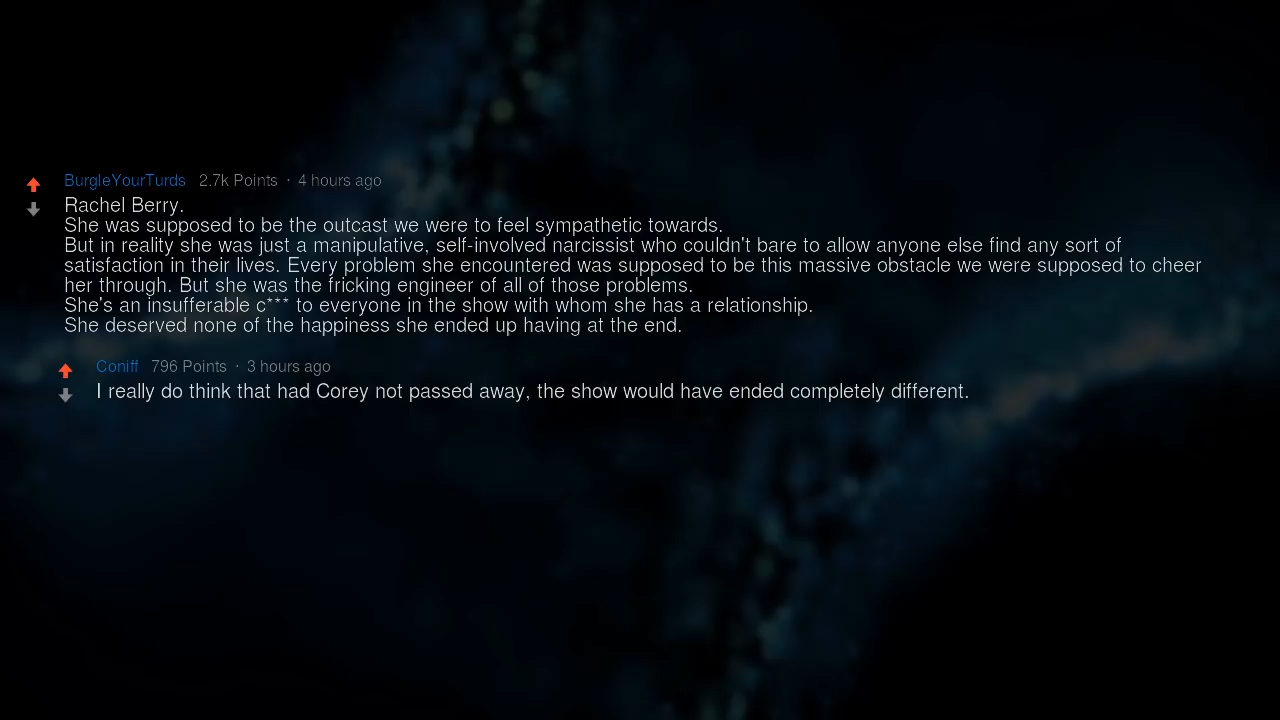 BurgleYourTurds 2.7k Points · 4 hours ago
Rachel Berry.
She was supposed to be the outcast we were to feel sympathetic towards.
But in reality she was just a manipulative, self-involved narcissist who couldn't bare to allow anyone else find any sort of
satisfaction in their lives. Every problem she encountered was supposed to be this massive obstacle we were supposed to cheer
her through. But she was the fricking engineer of all of those problems.
She's an insufferable c*** to everyone in the show with whom she has a relationship.
She deserved none of the happiness she ended up having at the end.
Coniff 796 Points · 3 hours ago
I really do think that had Corey not passed away, the show would have ended completely different.